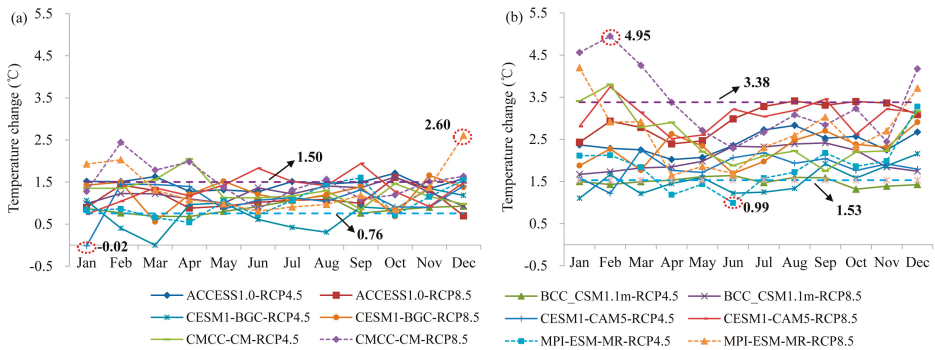 (a)
Temperature change (℃)
5.5
4.5
3.5
2.5
1.5
0.5
-0.5
2.60
1.50
0.76
-0.02
Jan Feb Mar Apr May Jun Jul Aug Sep Oct Nov Dec
(b)
Temperature change (℃)
5.5
4.5
3.5
2.5
1.5
0.5
-0.5
4.95
3.38
1.53
0.99
Jan Feb Mar Apr May Jun Jul Aug Sep Oct Nov Dec
ACCESS1.0-RCP4.5 ACCESS1.0-RCP8.5 BCC_CSM1.1m-RCP4.5 BCC_CSM1.1m-RCP8.5
CESM1-BGC-RCP4.5 CESM1-BGC-RCP8.5 CESM1-CAM5-RCP4.5 CESM1-CAM5-RCP8.5
CMCC-CM-RCP4.5 CMCC-CM-RCP8.5 MPI-ESM-MR-RCP4.5 MPI-ESM-MR-RCP8.5